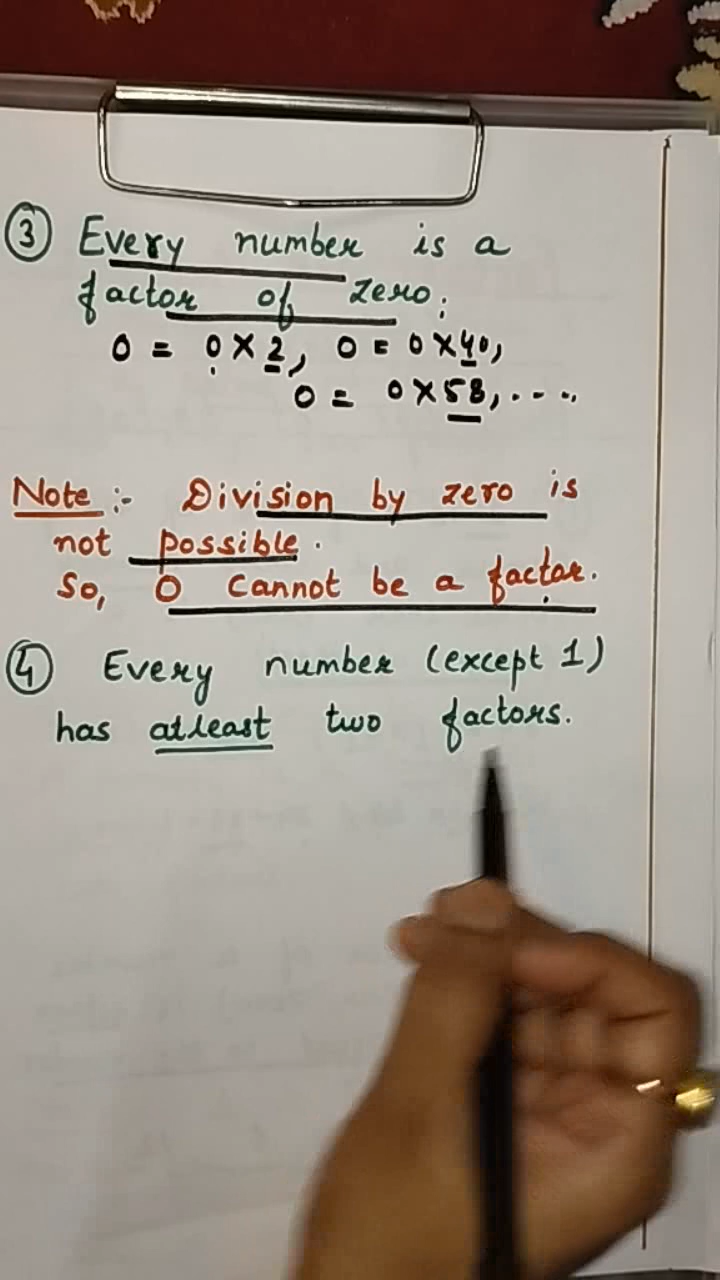 ③ Every number is a
factor of zero;
0 = 0 X 2, 0 = 0 X 40,
0 = 0 X 58, ....
Note :- Division by zero is
not possible.
So, 0 cannot be a factor.
④ Every number (except 1)
has atleast two factors.